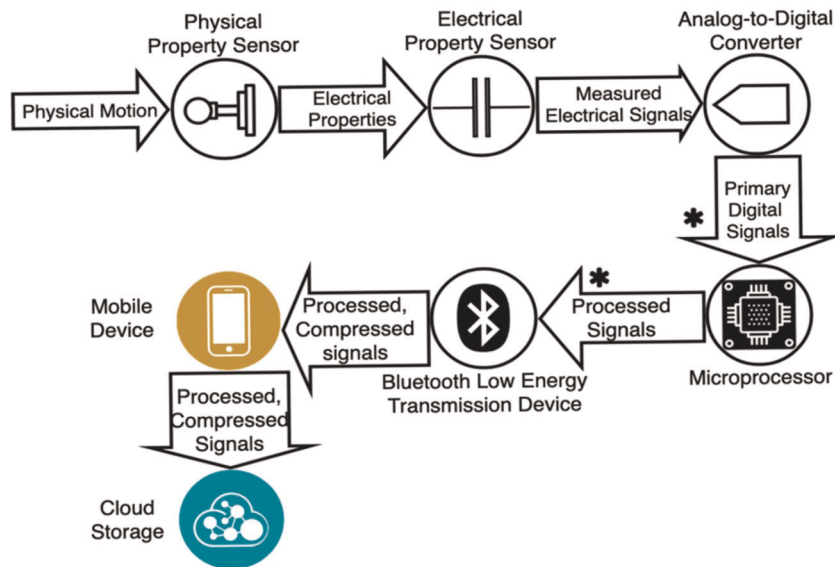 Physical
Property Sensor
Electrical
Property Sensor
Analog-to-Digital
Converter
Physical Motion
Electrical
Properties
Measured
Electrical Signals
Primary
Digital
Signals
*
Mobile
Device
Processed,
Compressed
signals
*
Processed
Signals
Bluetooth Low Energy
Transmission Device
Microprocessor
Processed,
Compressed
Signals
Cloud
Storage